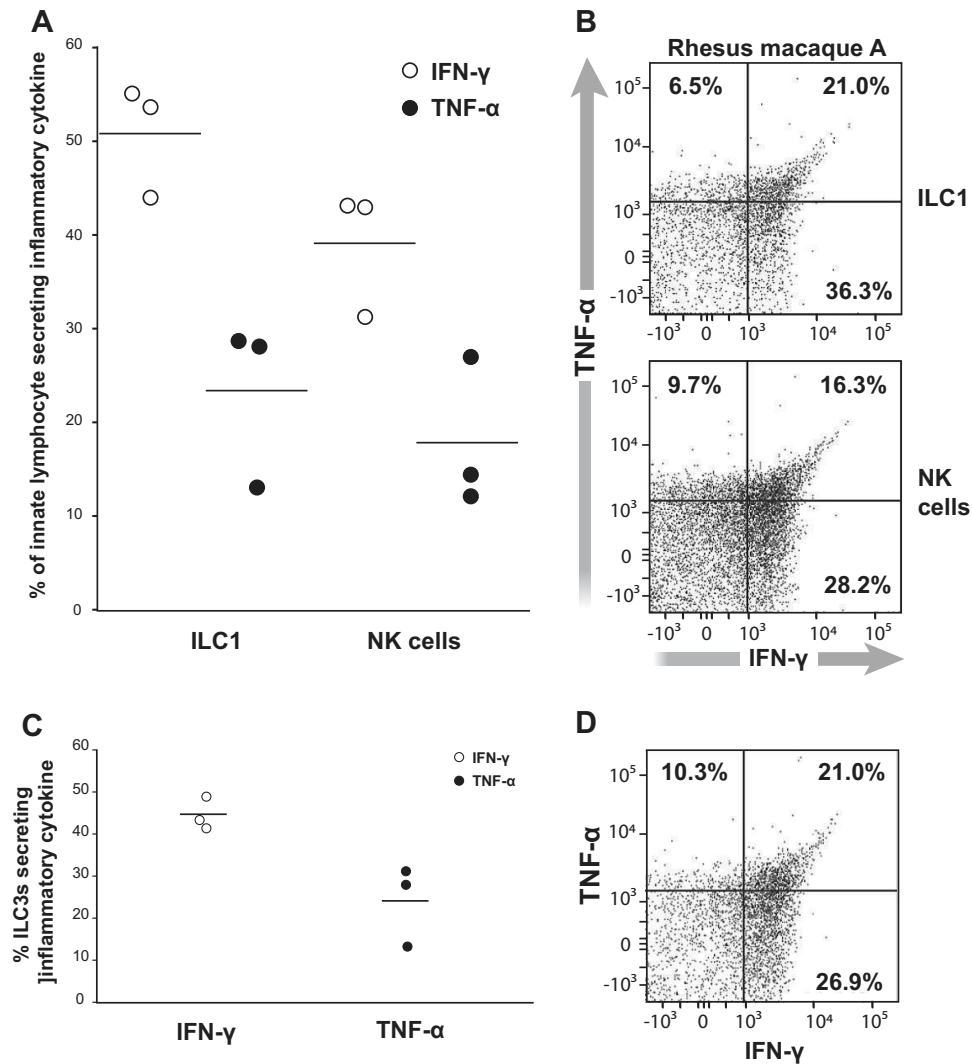 A
% of innate lymphocyte secreting inflammatory cytokine
60
50
40
30
20
10
0
IFN-γ
TNF-α
ILC1
NK cells
B
Rhesus macaque A
TNF-α
6.5%
21.0%
36.3%
10⁵
10⁴
10³
0
-10³
-10³
0
10³
10⁴
10⁵
ILC1
9.7%
16.3%
28.2%
10⁵
10⁴
10³
0
-10³
-10³
0
10³
10⁴
10⁵
NK
cells
IFN-γ
C
% ILC3s secreting
]inflammatory cytokine
60
50
40
30
20
10
0
IFN-γ
TNF-α
IFN-γ
TNF-α
D
TNF-α
10.3%
21.0%
26.9%
10⁵
10⁴
10³
0
-10³
-10³
0
10³
10⁴
10⁵
IFN-γ